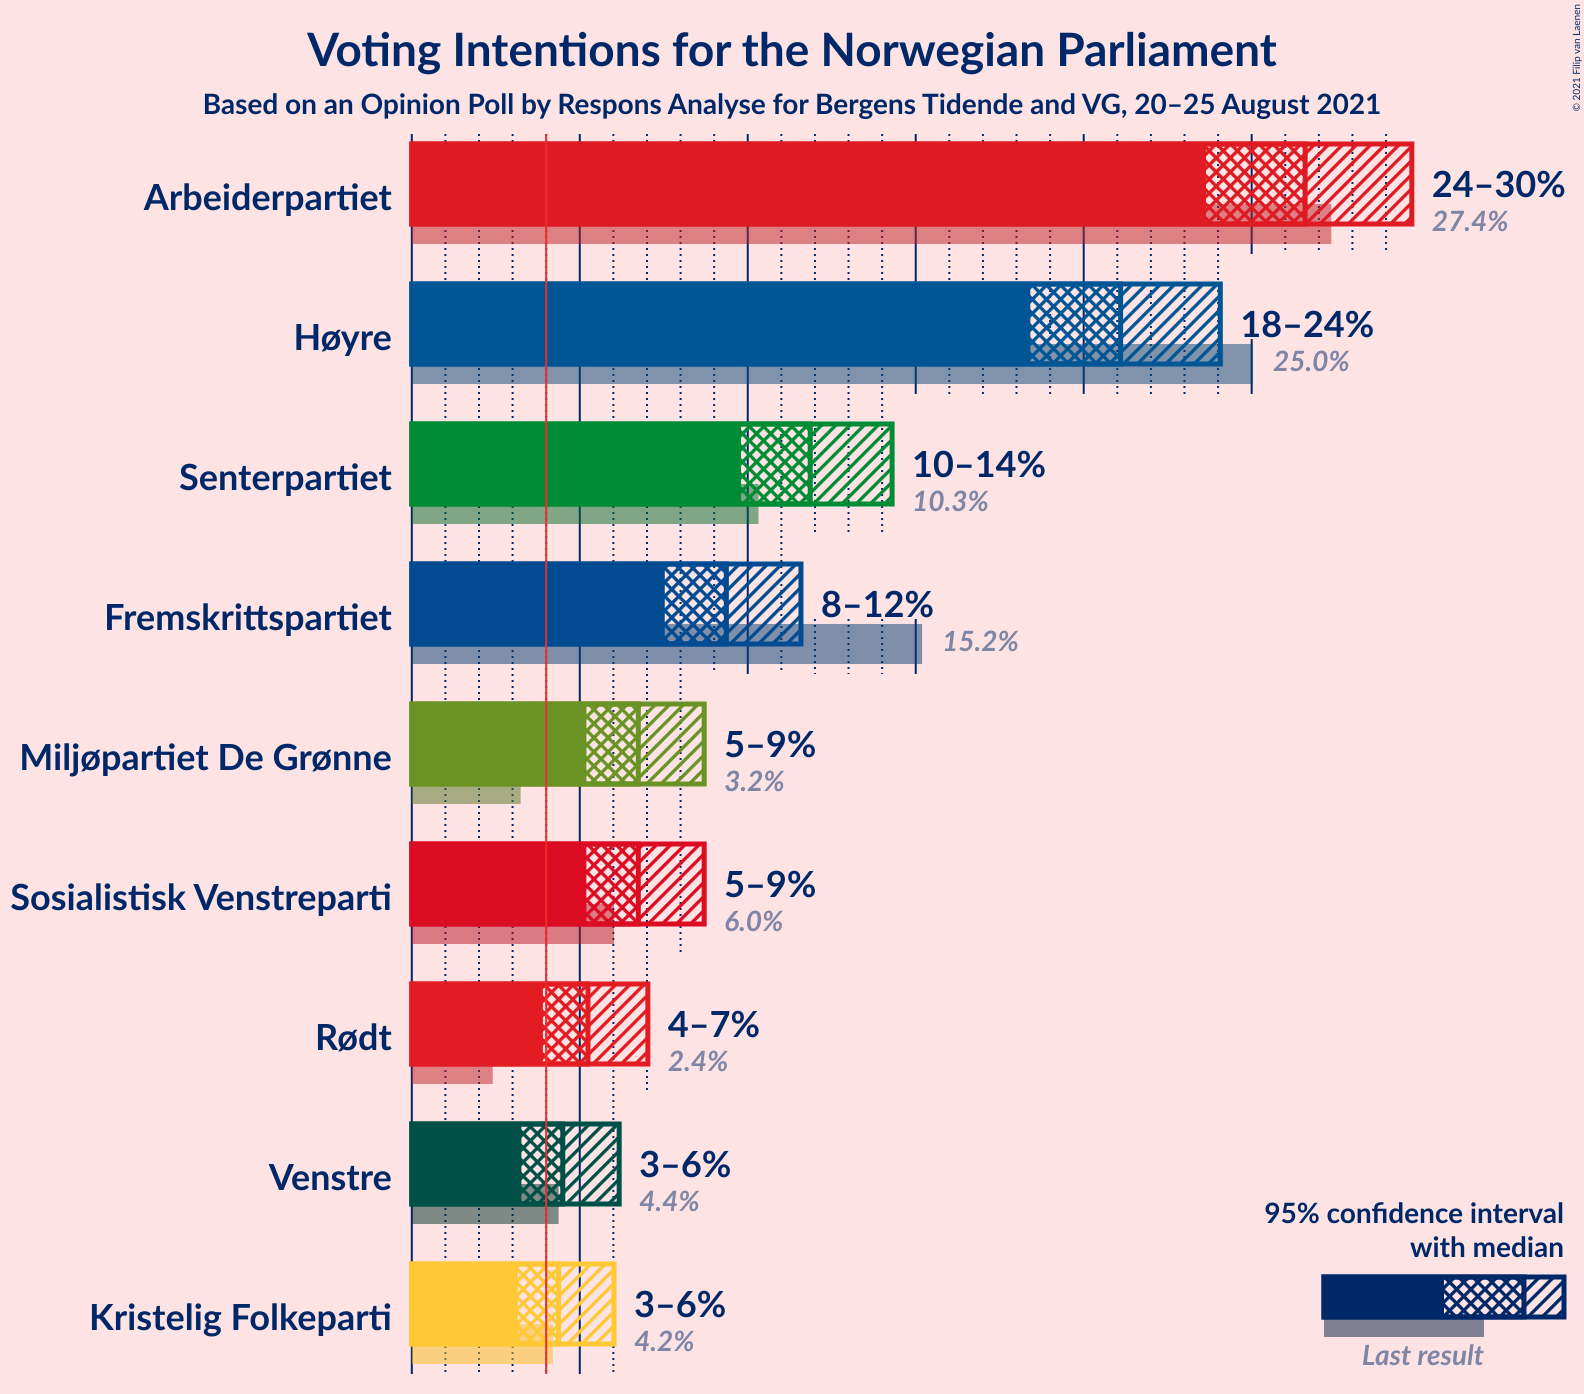 Voting Intentions for the Norwegian Parliament
Based on an Opinion Poll by Respons Analyse for Bergens Tidende and VG, 20–25 August 2021
© 2021 Filip van Laenen
Arbeiderpartiet
24–30%
27.4%
Høyre
18–24%
25.0%
Senterpartiet
10–14%
10.3%
Fremskrittspartiet
8–12%
15.2%
Miljøpartiet De Grønne
5–9%
3.2%
Sosialistisk Venstreparti
5–9%
6.0%
Rødt
4–7%
2.4%
Venstre
3–6%
4.4%
Kristelig Folkeparti
3–6%
4.2%
95% confidence interval
with median
Last result